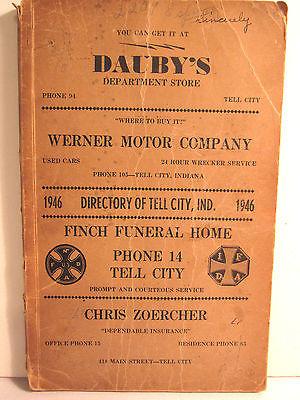 Sincerely
YOU CAN GET IT AT
DAUBY'S
DEPARTMENT STORE
PHONE 94 TELL CITY
"WHERE TO BUY IT!"
WERNER MOTOR COMPANY
USED CARS 24 HOUR WRECKER SERVICE
PHONE 105—TELL CITY, INDIANA
1946 DIRECTORY OF TELL CITY, IND. 1946
FINCH FUNERAL HOME
PHONE 14
TELL CITY
PROMPT AND COURTEOUS SERVICE
CHRIS ZOERCHER
"DEPENDABLE INSURANCE"
OFFICE PHONE 15 RESIDENCE PHONE 85
418 MAIN STREET—TELL CITY